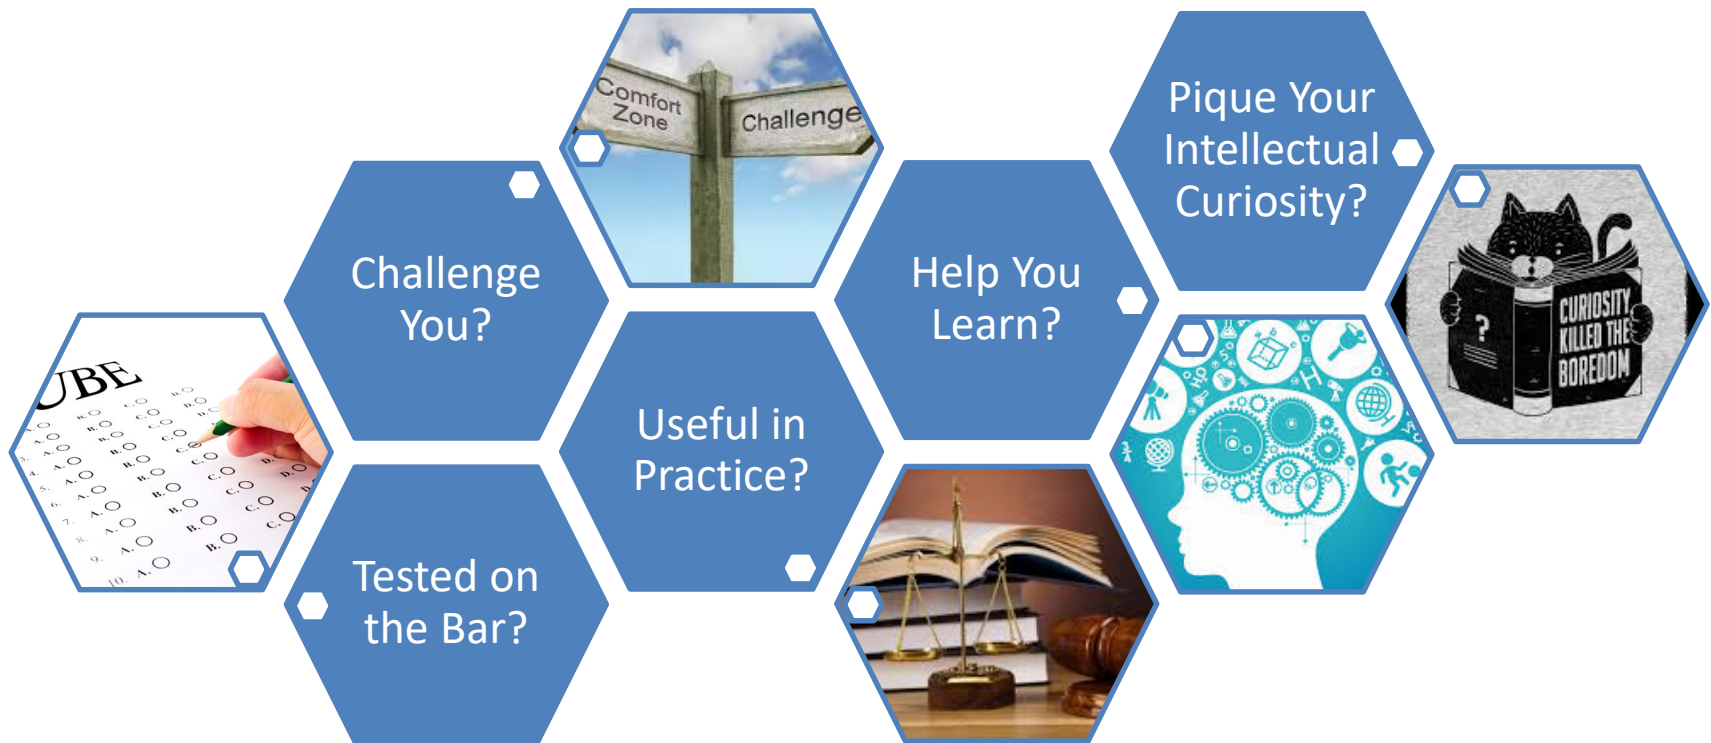 Comfort
Zone
Challenge
Pique Your
Intellectual
Curiosity?
Challenge
You?
Help You
Learn?
CURIOSITY
KILLED THE
BOREDOM
?
UBE
Useful in
Practice?
Tested on
the Bar?